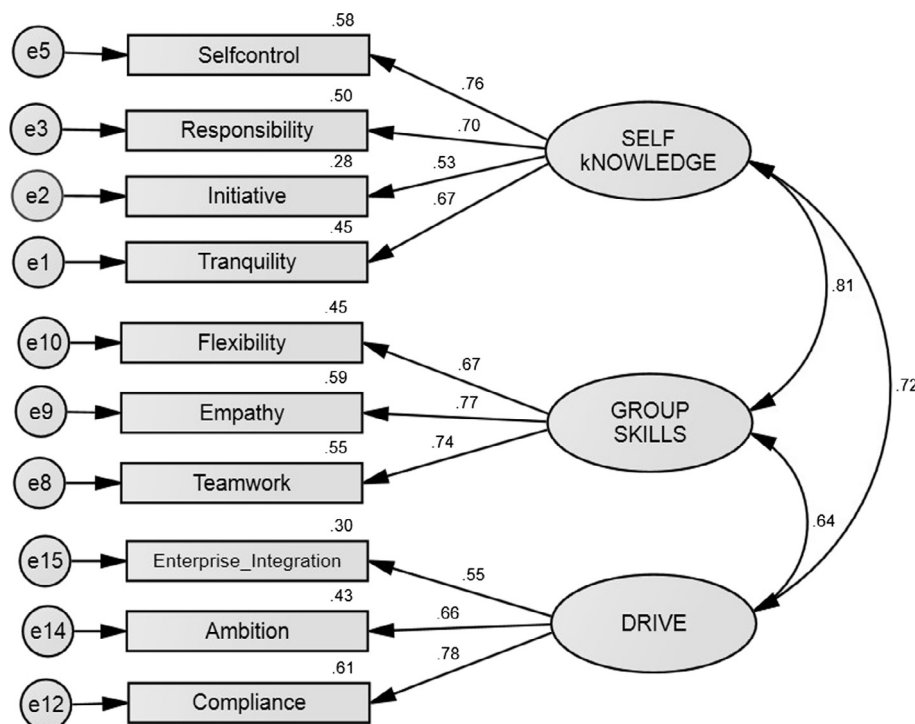 .58
e5
Selfcontrol
.76
.50
e3
Responsibility
.70
SELF
kNOWLEDGE
.28
e2
Initiative
.53
.45
e1
Tranquility
.67
.81
.45
e10
Flexibility
.67
.72
.59
e9
Empathy
.77
GROUP
SKILLS
.55
e8
Teamwork
.74
.64
.30
e15
Enterprise_Integration
.55
.43
e14
Ambition
.66
DRIVE
.61
e12
Compliance
.78